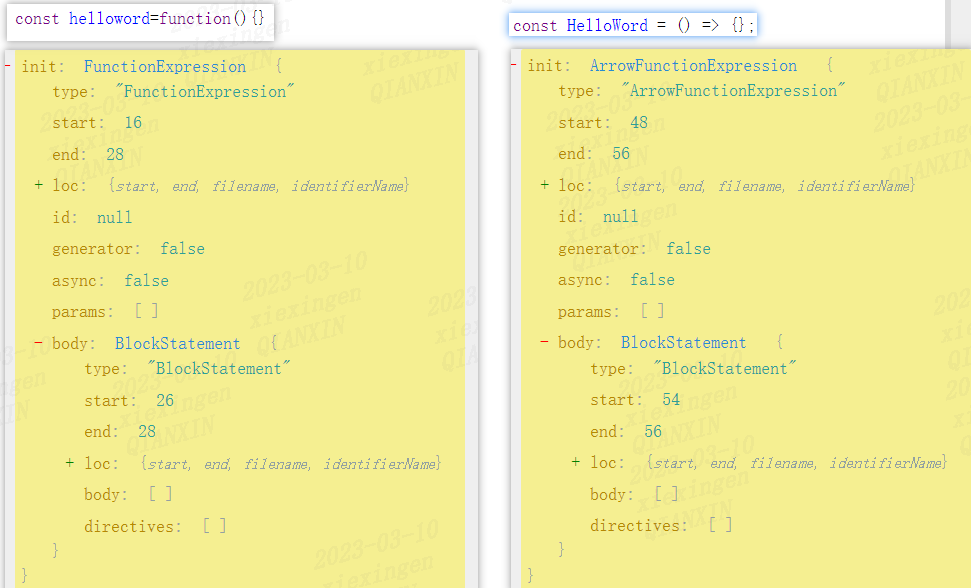 const helloword=function(){}
- init: FunctionExpression {
type: "FunctionExpression"
start: 16
end: 28
+ loc: {start, end, filename, identifierName}
id: null
generator: false
async: false
params: [ ]
- body: BlockStatement {
type: "BlockStatement"
start: 26
end: 28
+ loc: {start, end, filename, identifierName}
body: [ ]
directives: [ ]
}
}
const HelloWord = () => {};
- init: ArrowFunctionExpression {
type: "ArrowFunctionExpression"
start: 48
end: 56
+ loc: {start, end, filename, identifierName}
id: null
generator: false
async: false
params: [ ]
- body: BlockStatement {
type: "BlockStatement"
start: 54
end: 56
+ loc: {start, end, filename, identifierName}
body: [ ]
directives: [ ]
}
}
2023-03-10
xiexingen
QIANXIN